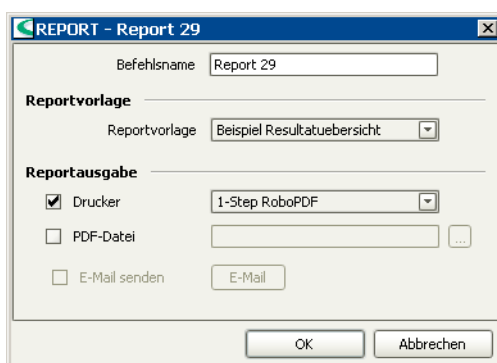 REPORT - Report 29
Befehlsname Report 29
Reportvorlage
Reportvorlage Beispiel Resultatuebersicht
Reportausgabe
Drucker 1-Step RoboPDF
PDF-Datei ...
E-Mail senden E-Mail
OK Abbrechen